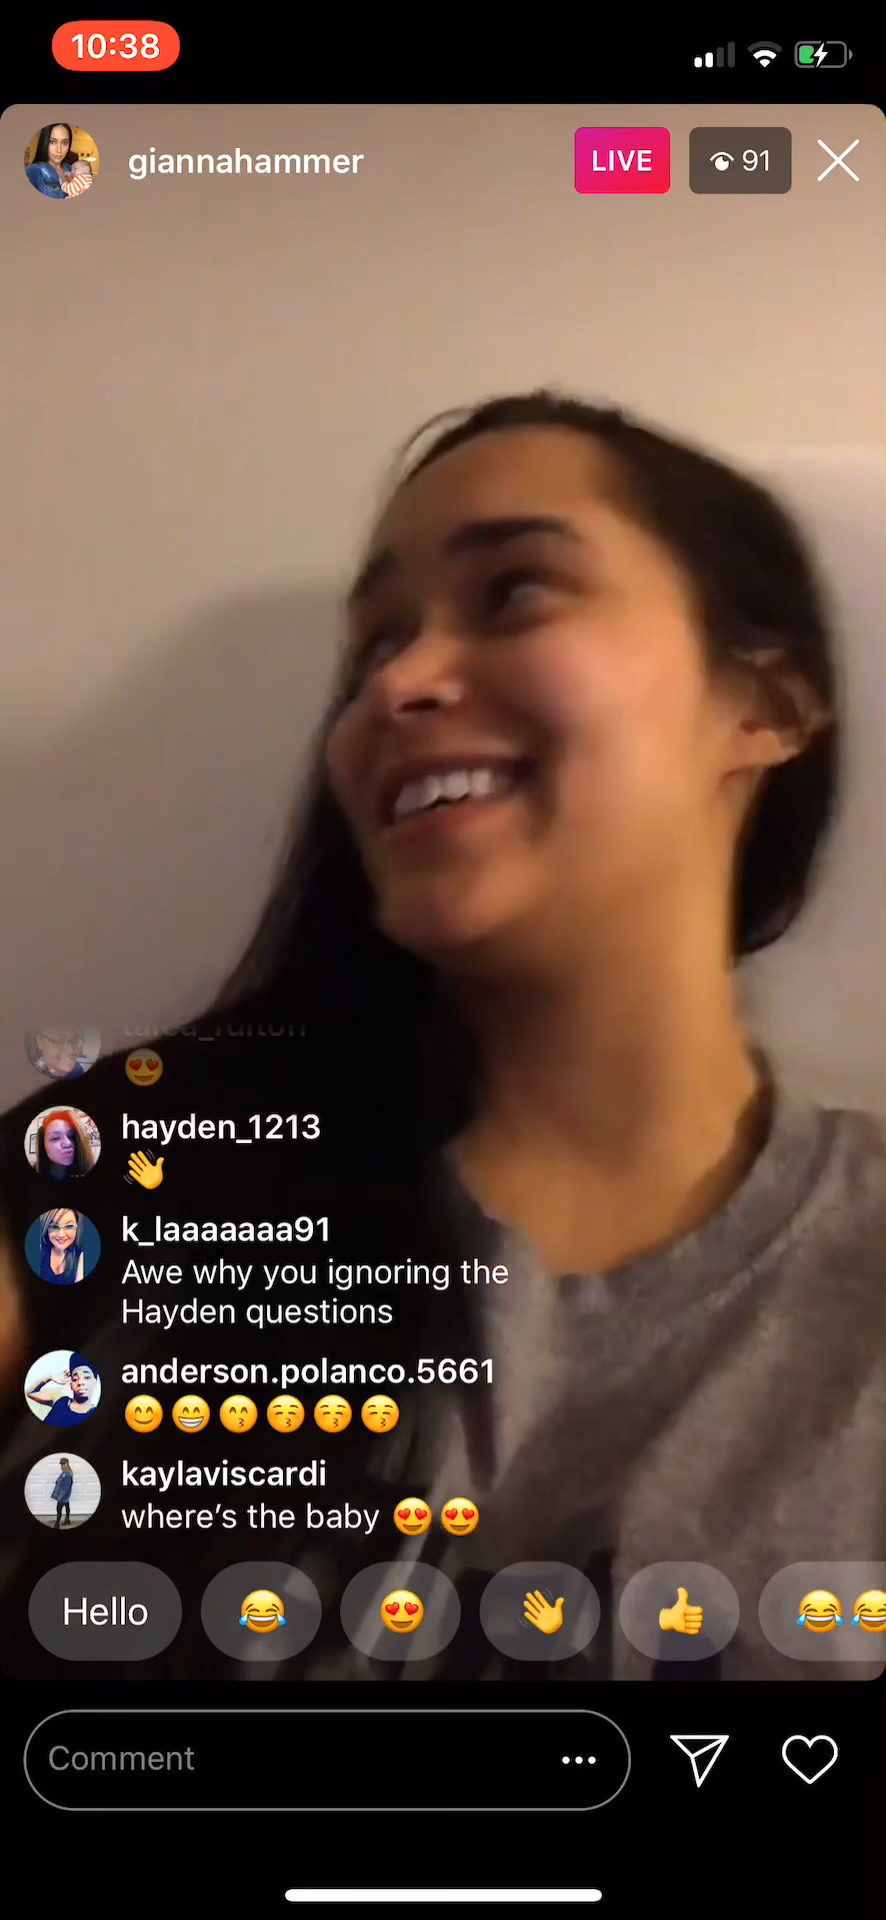 10:38
giannahammer
LIVE
91
😍
hayden_1213
👋
k_laaaaaaa91
Awe why you ignoring the
Hayden questions
anderson.polanco.5661
😊😁😙😚😚😚
kaylaviscardi
where's the baby 😍😍
Hello 😂 😍 👋 👍 😂😂
Comment